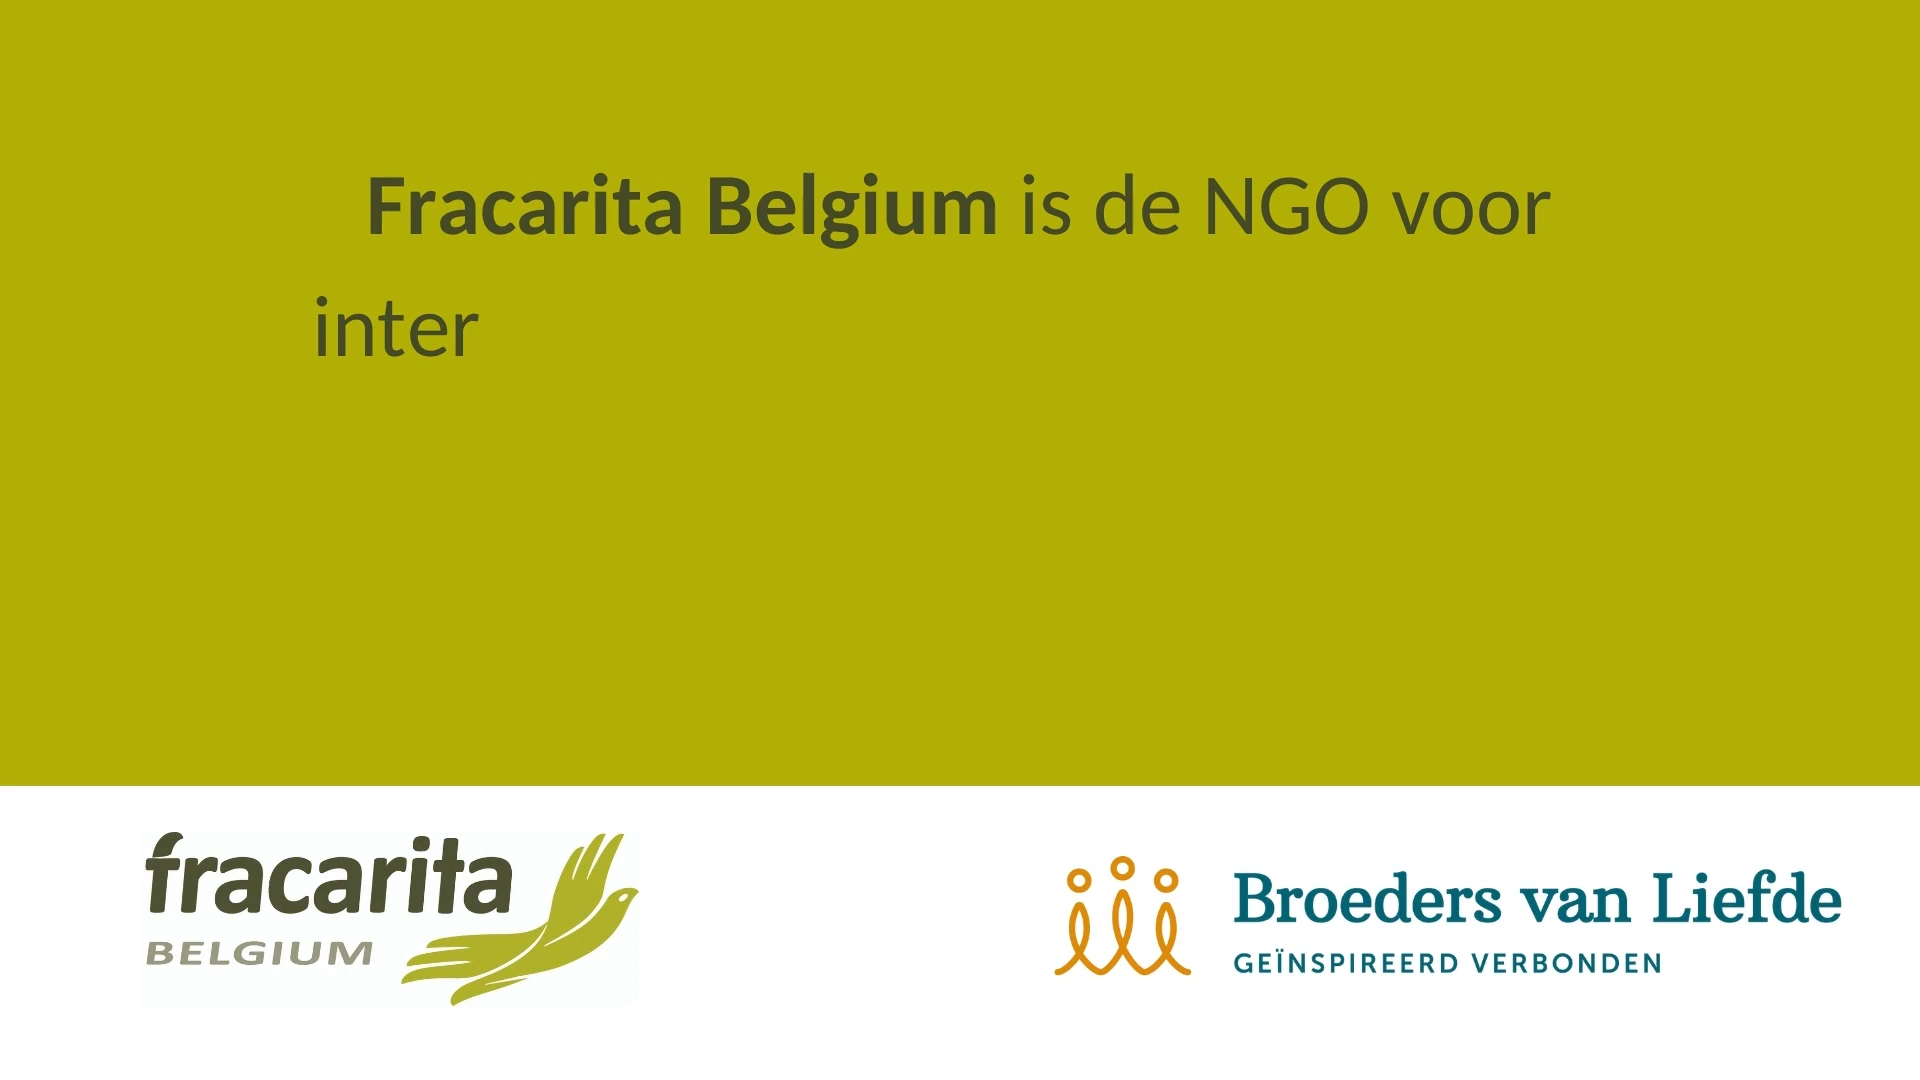 Fracarita Belgium is de NGO voor
inter
fracarita
BELGIUM
Broeders van Liefde
GEÏNSPIREERD VERBONDEN